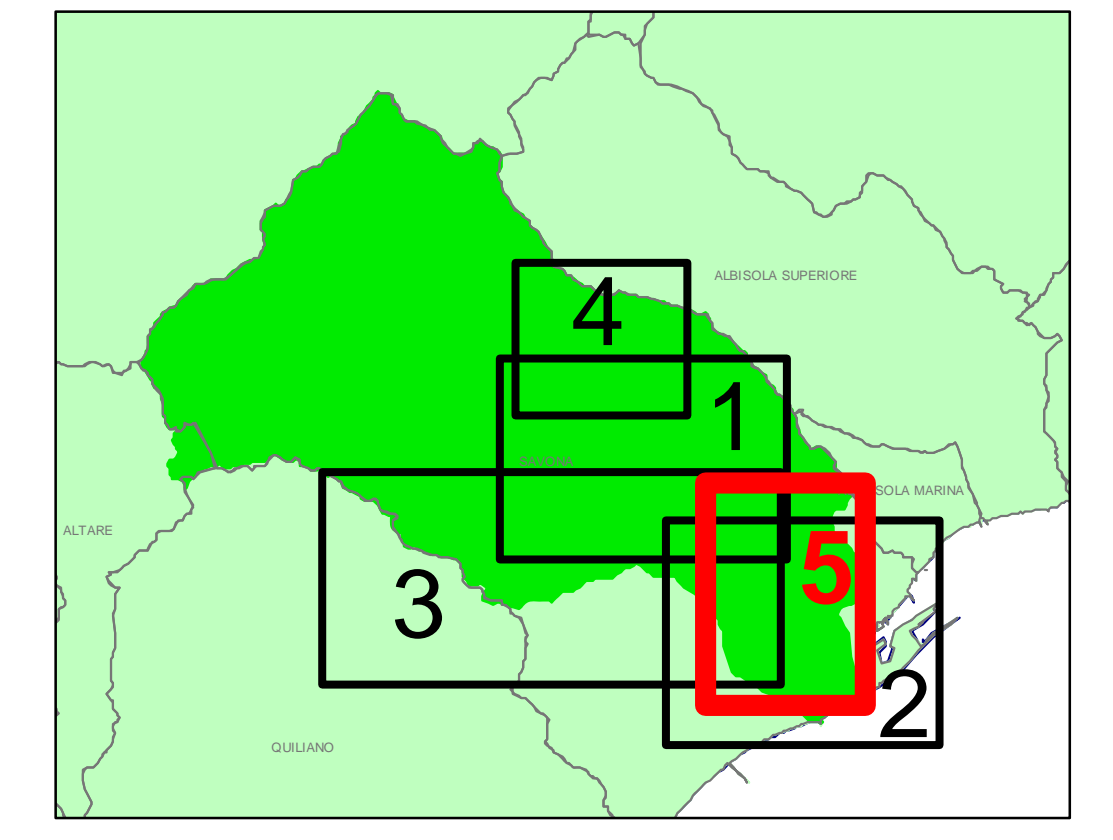 ALBISOLA SUPERIORE
4
1
SAVONA
SOLA MARINA
ALTARE
5
3
2
QUILIANO